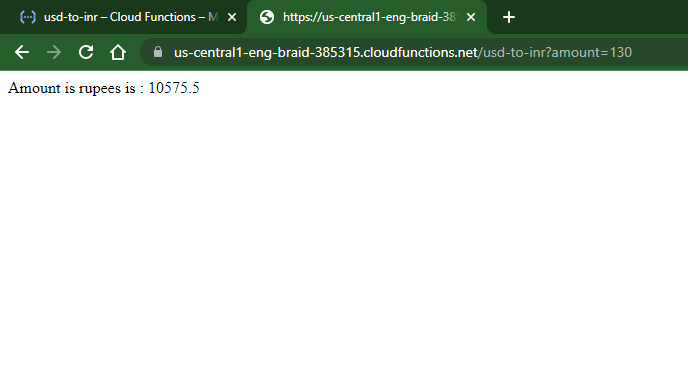 usd-to-inr – Cloud Functions – M
https://us-central1-eng-braid-38
us-central1-eng-braid-385315.cloudfunctions.net/usd-to-inr?amount=130
Amount is rupees is : 10575.5